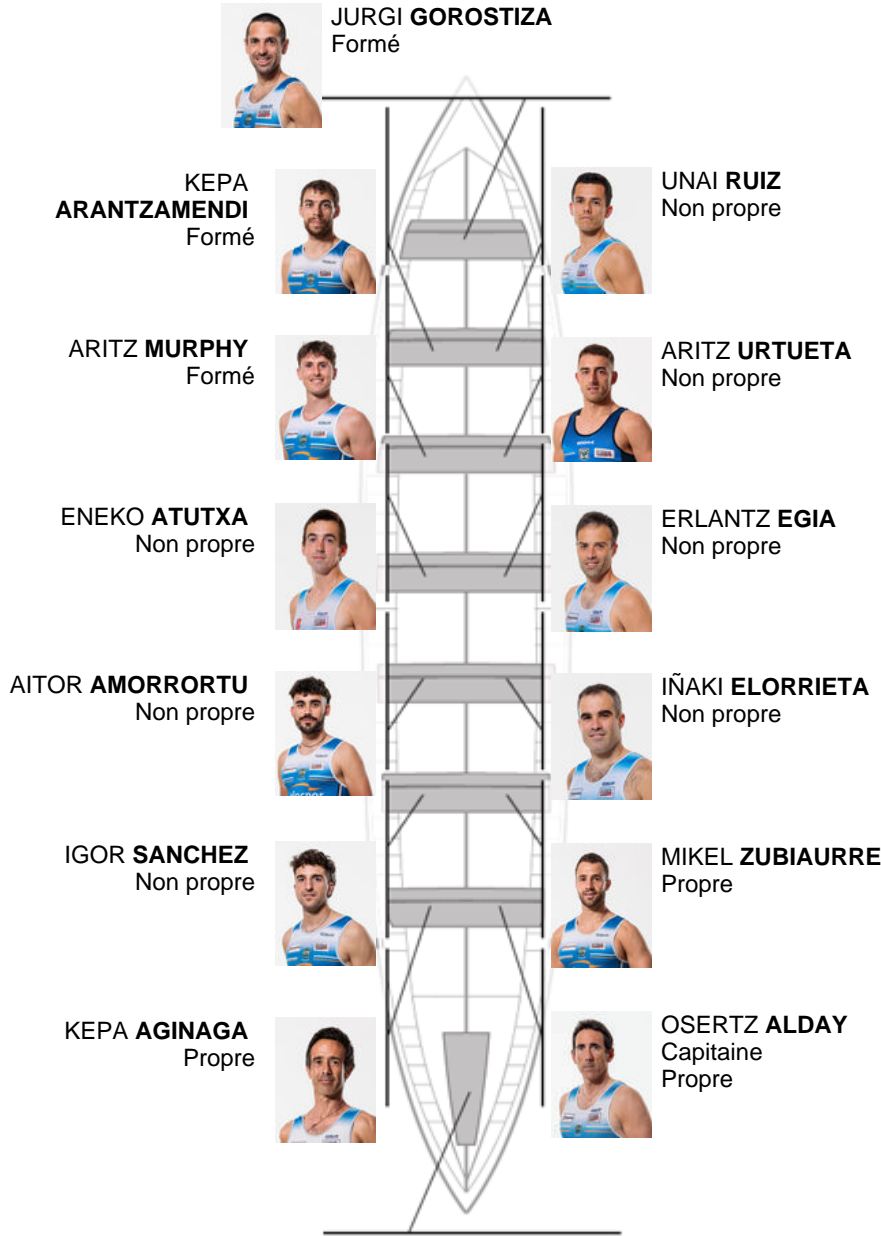 JURGI GOROSTIZA
Formé
KEPA
ARANTZAMENDI
Formé
UNAI RUIZ
Non propre
ARITZ MURPHY
Formé
ARITZ URTUETA
Non propre
ENEKO ATUTXA
Non propre
ERLANTZ EGIA
Non propre
AITOR AMORRORTU
Non propre
IÑAKI ELORRIETA
Non propre
IGOR SANCHEZ
Non propre
MIKEL ZUBIAURRE
Propre
KEPA AGINAGA
Propre
OSERTZ ALDAY
Capitaine
Propre